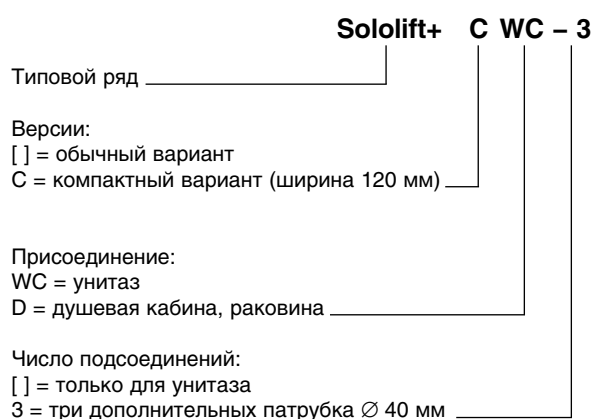 Sololift+ C WC – 3
Типовой ряд
Версии:
[ ] = обычный вариант
C = компактный вариант (ширина 120 мм)
Присоединение:
WC = унитаз
D = душевая кабина, раковина
Число подсоединений:
[ ] = только для унитаза
3 = три дополнительных патрубка ∅ 40 мм